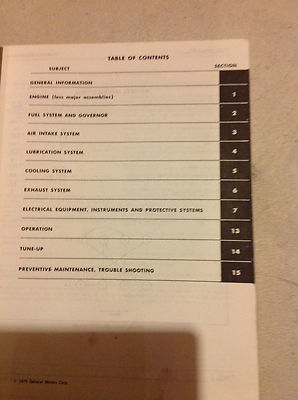 TABLE OF CONTENTS
SUBJECT SECTION
GENERAL INFORMATION
ENGINE (less major assemblies) 1
FUEL SYSTEM AND GOVERNOR 2
AIR INTAKE SYSTEM 3
LUBRICATION SYSTEM 4
COOLING SYSTEM 5
EXHAUST SYSTEM 6
ELECTRICAL EQUIPMENT, INSTRUMENTS AND PROTECTIVE SYSTEMS 7
OPERATION 13
TUNE-UP 14
PREVENTIVE MAINTENANCE, TROUBLE SHOOTING 15
General Motors Corp.